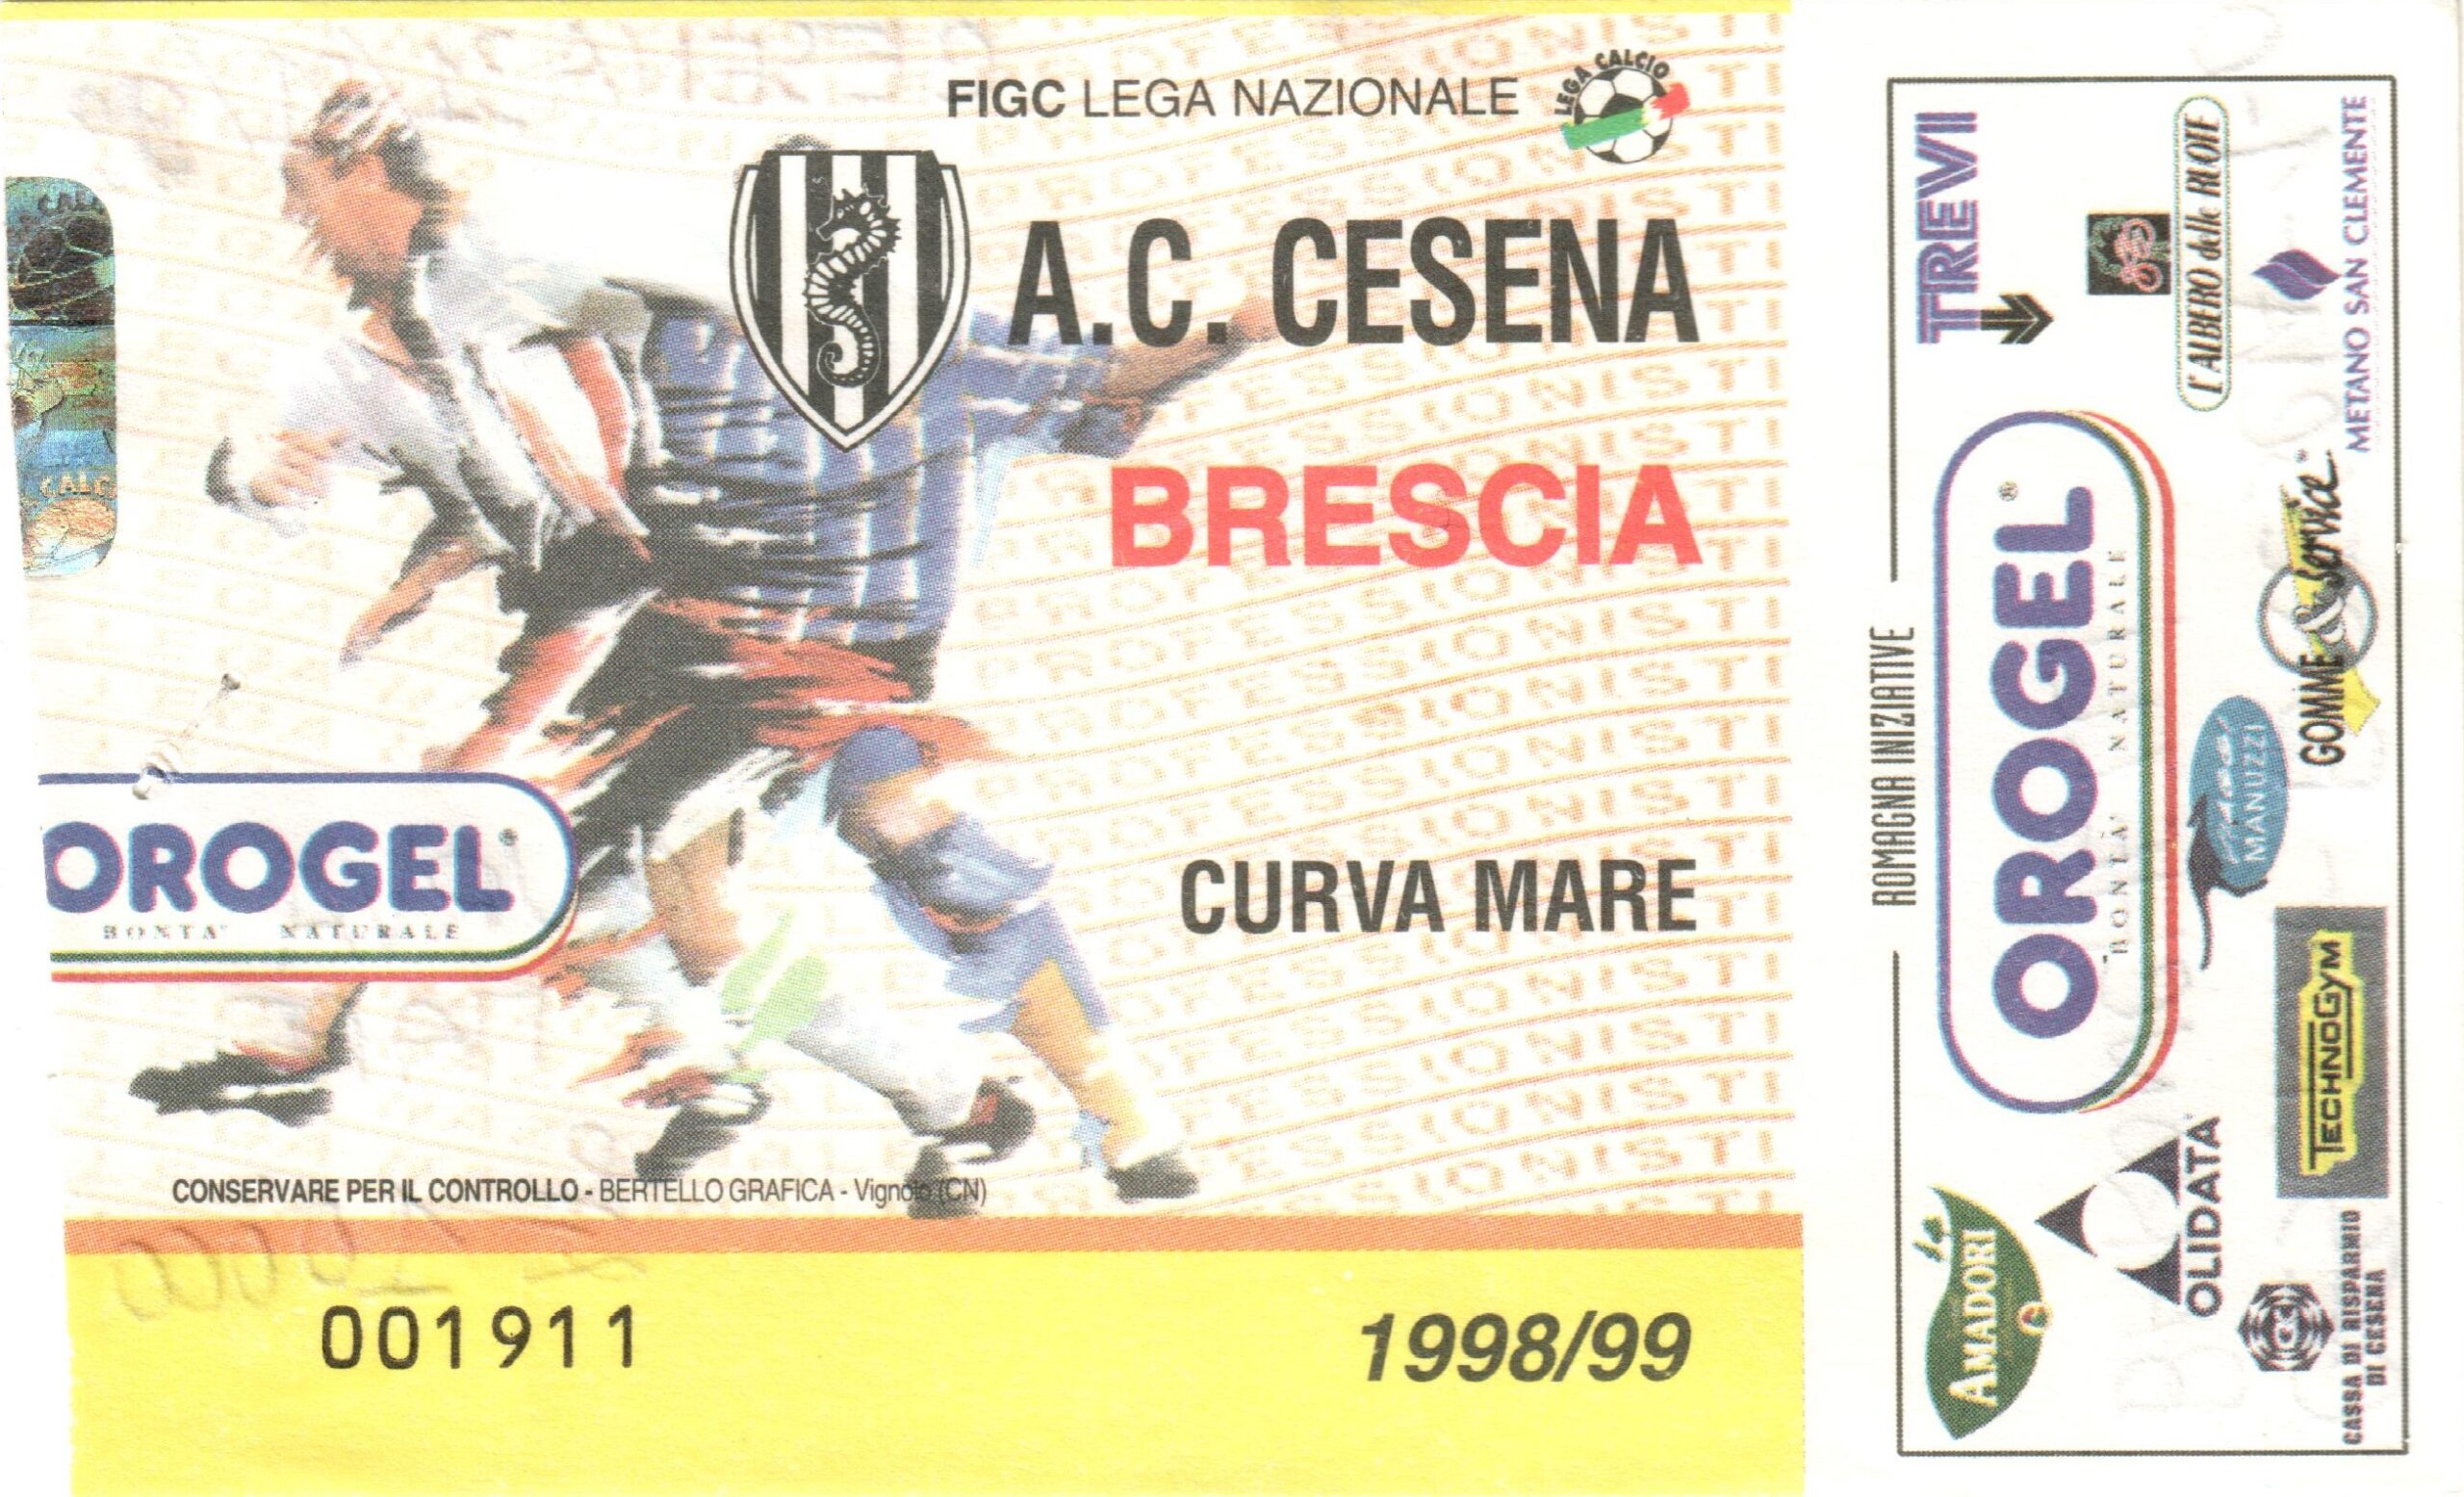 FIGC LEGA NAZIONALE
LEGA CALCIO
A.C. CESENA
BRESCIA
CURVA MARE
OROGEL®
BONTA' NATURALE
CONSERVARE PER IL CONTROLLO - BERTELLO GRAFICA - Vignolo (CN)
001911
1998/99
PROFESSIONISTI
CALC
ROMAGNA INIZIATIVE
TREVI
L'ALBERO delle RUOTE
METANO SAN CLEMENTE
OROGEL®
BONTA' NATURALE
GOMME & service®
MANUZZI
TECHNOGYM
AMADORI
OLIDATA
CASSA DI RISPARMIO
DI CESENA